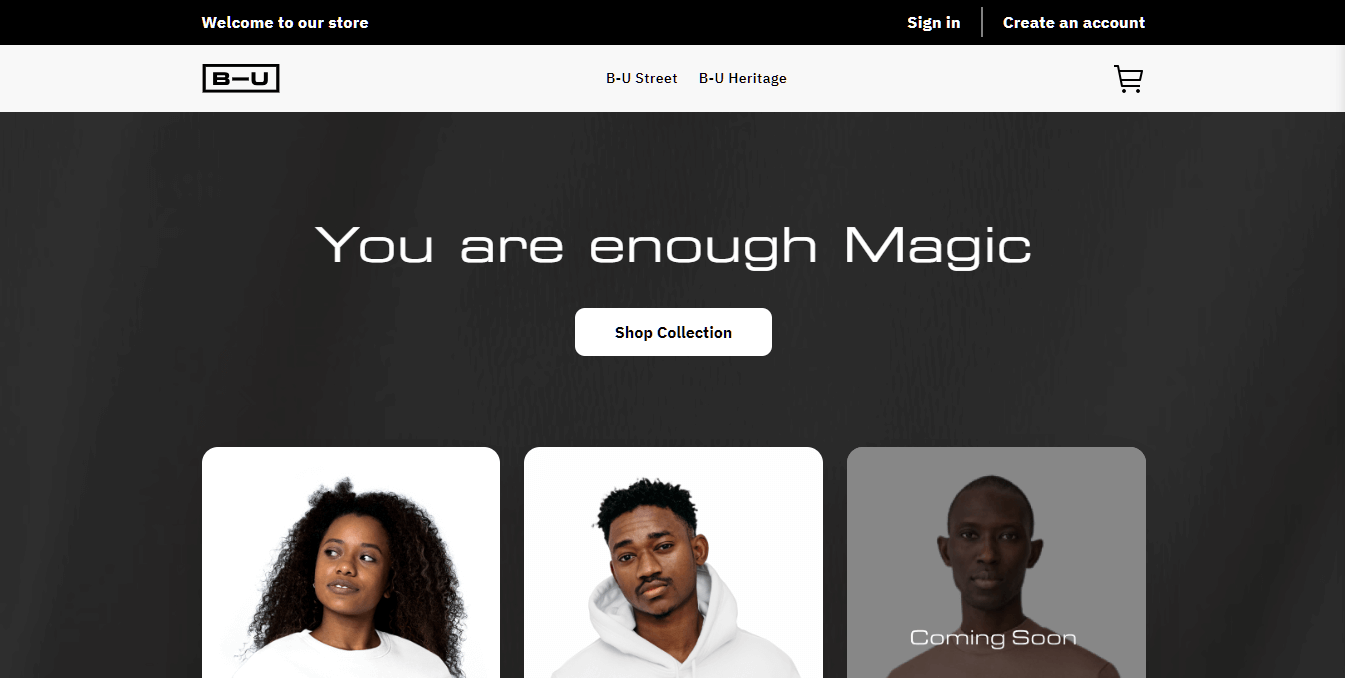 Welcome to our store
Sign in
Create an account
B-U
B-U Street
B-U Heritage
You are enough Magic
Shop Collection
Coming Soon